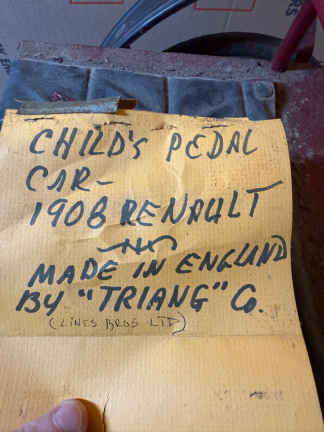 CHILD'S PEDAL
CAR-
1908 RENAULT
MADE IN ENGLAND
BY "TRIANG" Co.
(LINES BROS LTD)